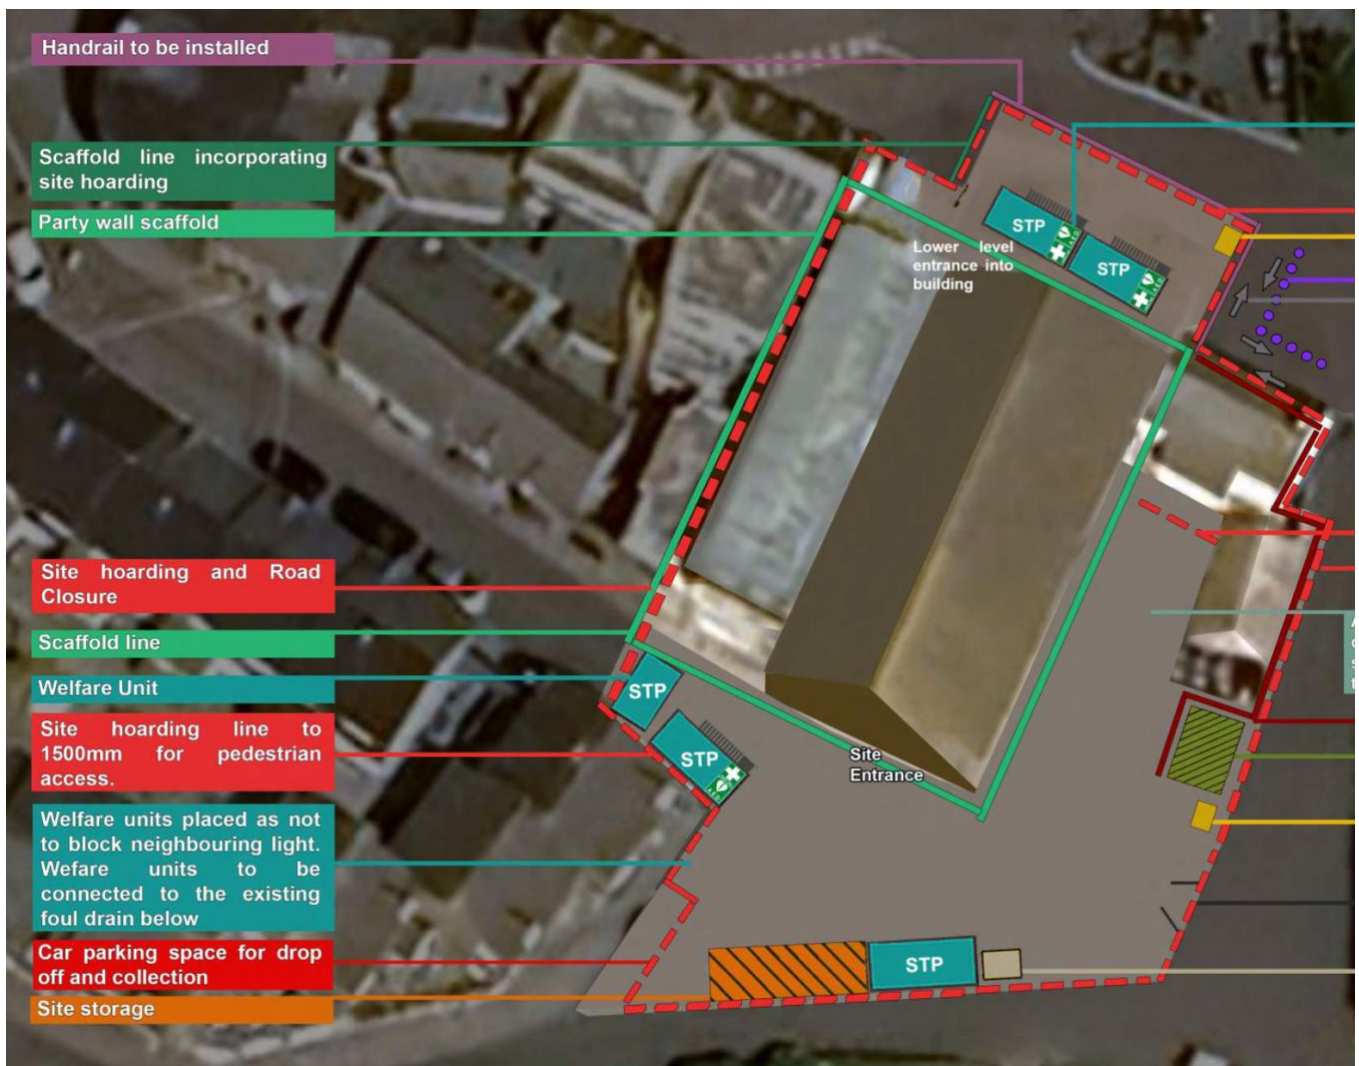 Handrail to be installed
Scaffold line incorporating
site hoarding
Party wall scaffold
Site hoarding and Road
Closure
Scaffold line
Welfare Unit
Site hoarding line to
1500mm for pedestrian
access.
Welfare units placed as not
to block neighbouring light.
Wefare units to be
connected to the existing
foul drain below
Car parking space for drop
off and collection
Site storage
STP
STP
Lower level
entrance into
building
STP
STP
Site
Entrance
STP